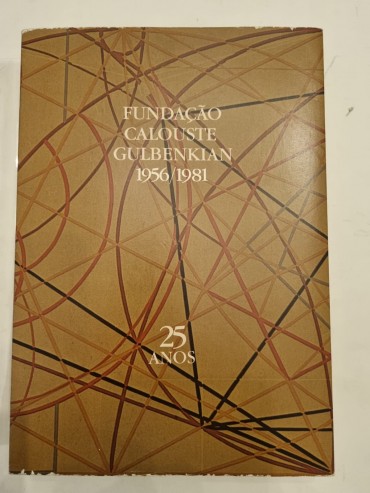 FUNDAÇÃO
CALOUSTE
GULBENKIAN
1956/1981
25
ANOS